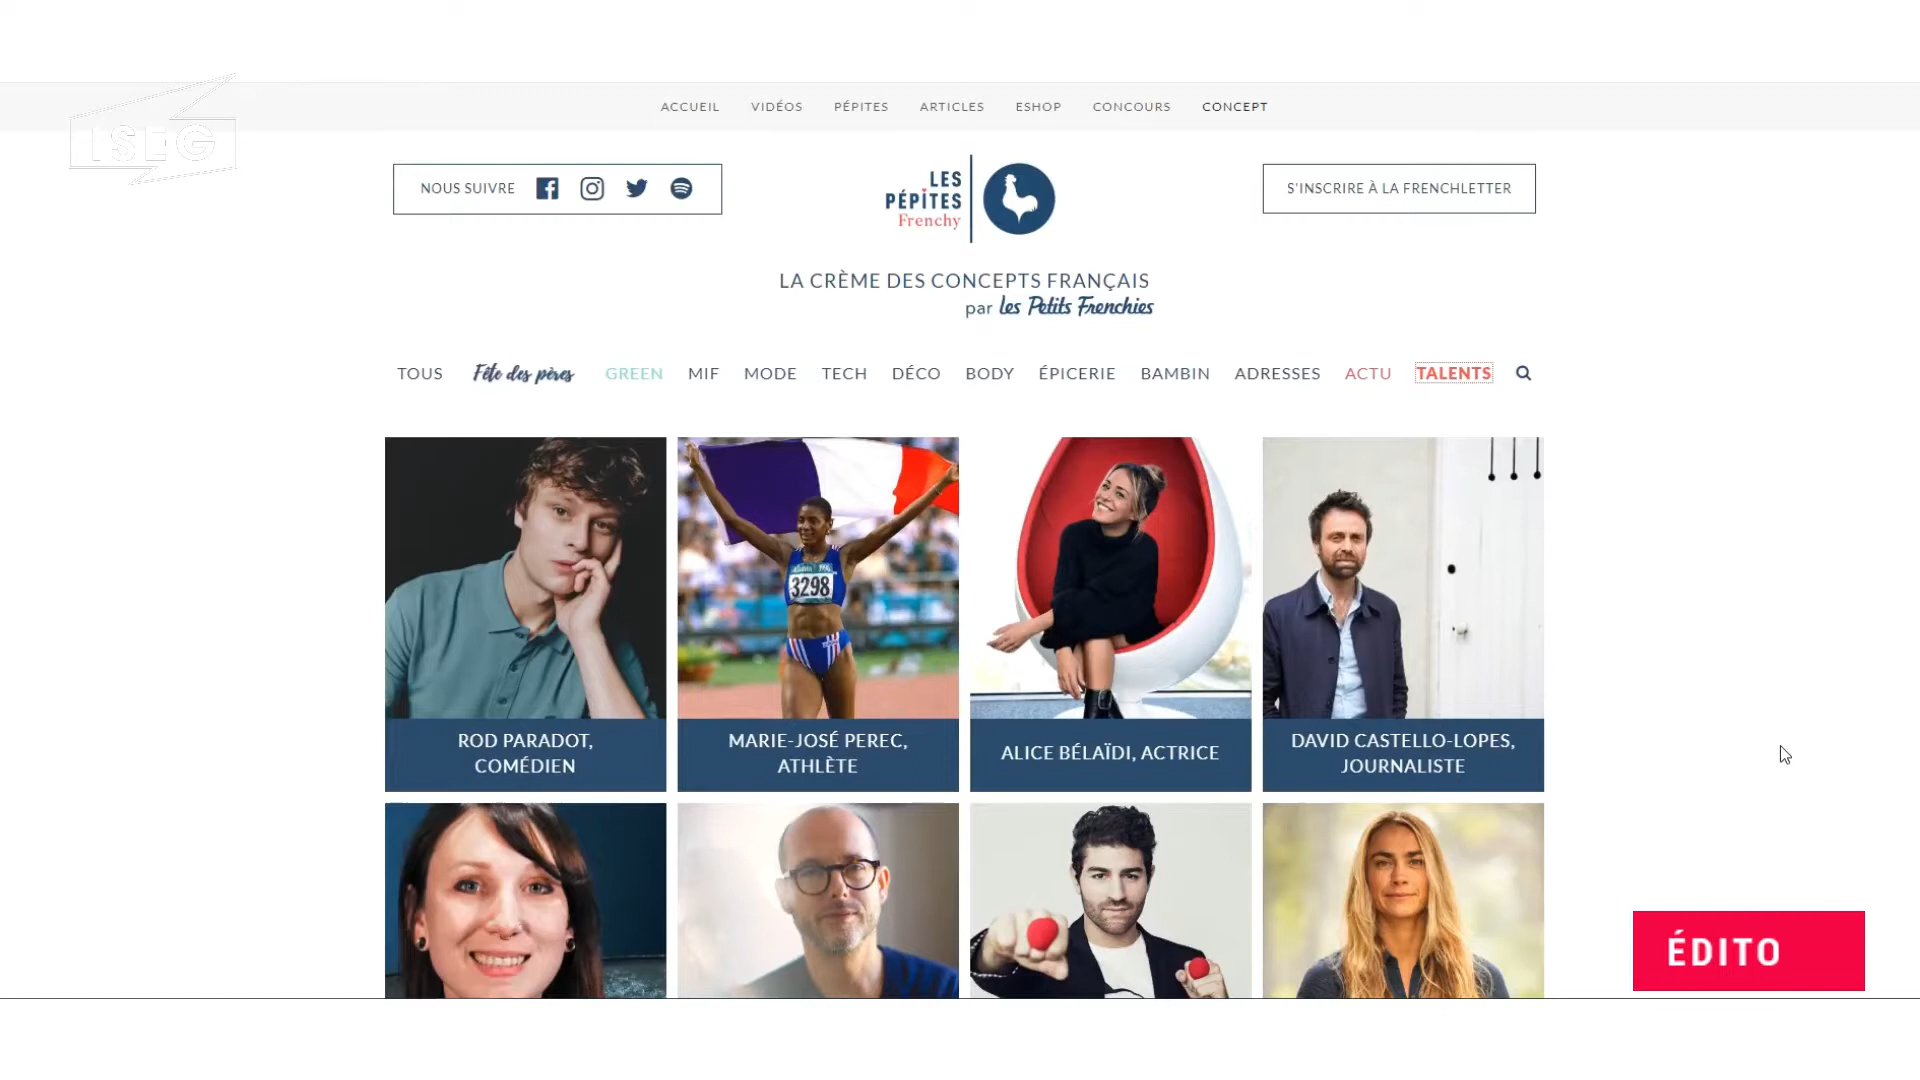 ISEG
ACCUEIL VIDÉOS PÉPITES ARTICLES ESHOP CONCOURS CONCEPT
NOUS SUIVRE
LES
PÉPITES
Frenchy
S'INSCRIRE À LA FRENCHLETTER
LA CRÈME DES CONCEPTS FRANÇAIS
par les Petits Frenchies
TOUS Fête des pères GREEN MIF MODE TECH DÉCO BODY ÉPICERIE BAMBIN ADRESSES ACTU TALENTS
3298
ROD PARADOT,
COMÉDIEN
MARIE-JOSÉ PEREC,
ATHLÈTE
ALICE BÉLAÏDI, ACTRICE
DAVID CASTELLO-LOPES,
JOURNALISTE
ÉDITO